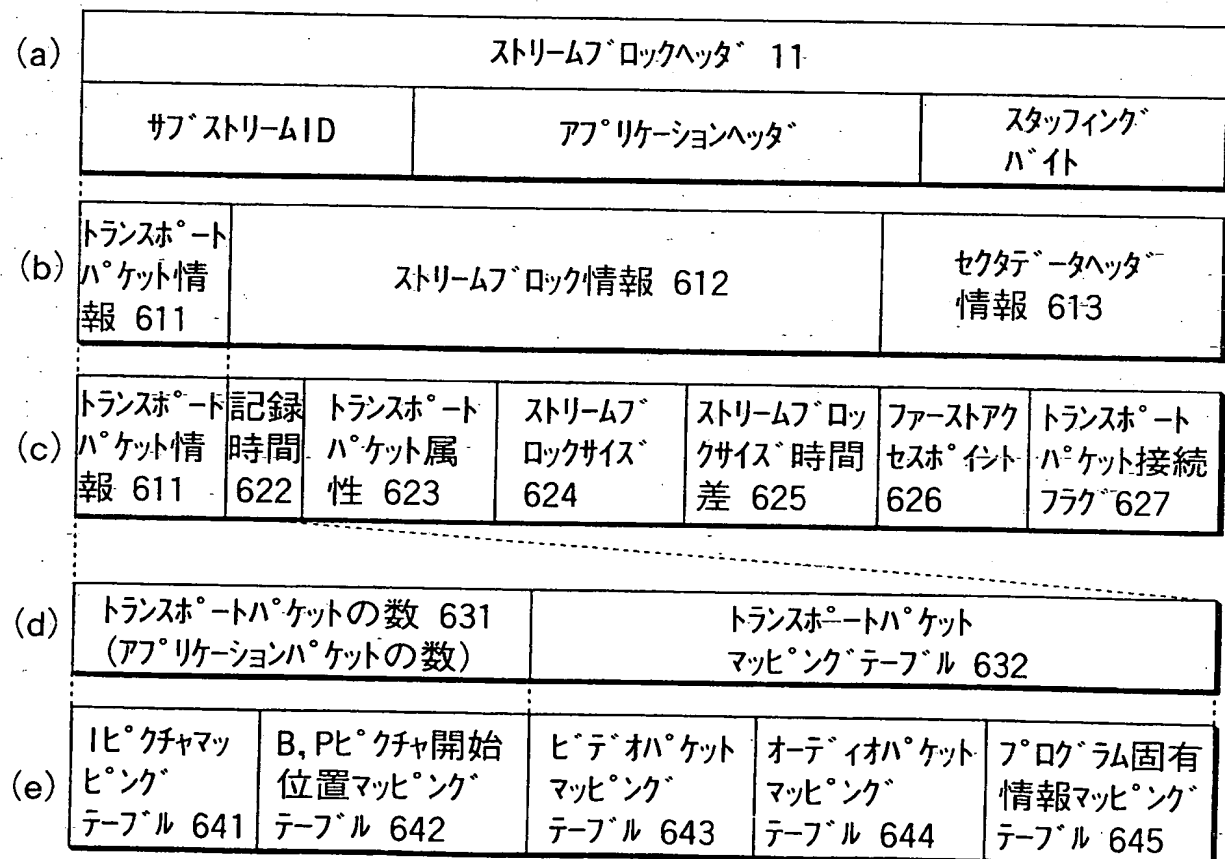 (a)
ストリームブロックヘッダ 11
サブストリームID
アプリケーションヘッダ
スタッフィング
バイト
(b)
トランスポート
パケット情
報 611
ストリームブロック情報 612
セクタデータヘッダ
情報 613
(c)
トランスポート
パケット情
報 611
記録
時間
622
トランスポート
パケット属
性 623
ストリームブ
ロックサイズ
624
ストリームブロッ
クサイズ時間
差 625
ファーストアク
セスポイント
626
トランスポート
パケット接続
フラグ 627
(d)
トランスポートパケットの数 631
(アプリケーションパケットの数)
トランスポートパケット
マッピングテーブル 632
(e)
Iピクチャマッ
ピング
テーブル 641
B, Pピクチャ開始
位置マッピング
テーブル 642
ビデオパケット
マッピング
テーブル 643
オーディオパケット
マッピング
テーブル 644
プログラム固有
情報マッピング
テーブル 645